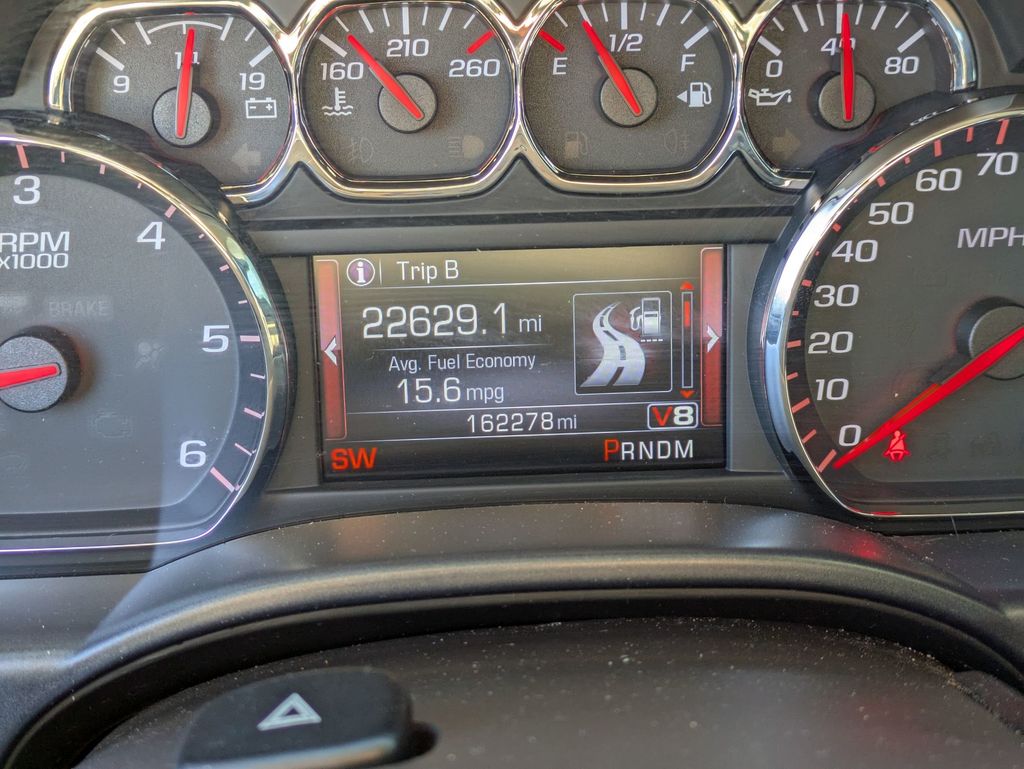 9 14 19
160 210 260
E 1/2 F
0 40 80
3 4 5 6
RPM
x1000
BRAKE
i Trip B
22629.1 mi
Avg. Fuel Economy
15.6 mpg
162278 mi
V8
SW
PRNDM
0 10 20 30 40 50 60 70
MPH